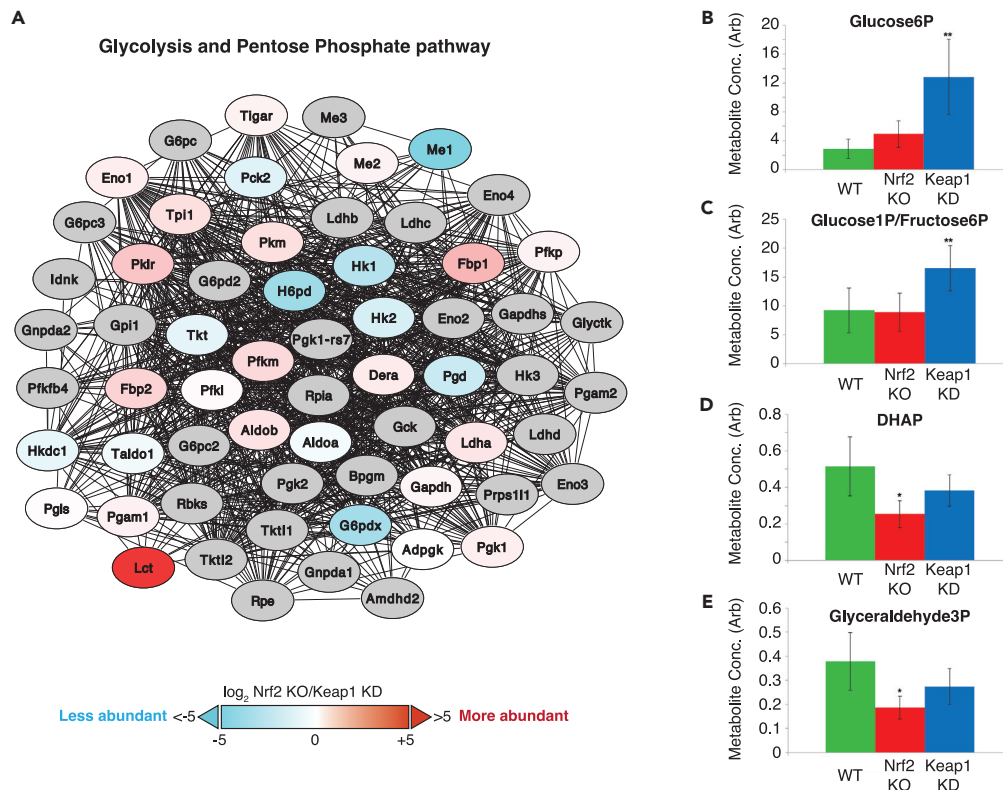 A
Glycolysis and Pentose Phosphate pathway
Tigar
Me3
G6pc
Me1
Me2
Eno1
Pck2
Eno4
G6pc3
Tpi1
Ldhb
Ldhc
Pkm
Pfkp
Pklr
Hk1
Fbp1
Idnk
G6pd2
H6pd
Gnpda2
Gpi1
Tkt
Hk2
Eno2
Gapdhs
Glyctk
Pgk1-rs7
Pfkfb4
Fbp2
Pfkl
Pfkm
Dera
Pgd
Hk3
Pgam2
Rpia
Hkdc1
Taldo1
G6pc2
Aldob
Aldoa
Gck
Ldha
Ldhd
Pgls
Pgam1
Rbks
Pgk2
Bpgm
Gapdh
Prps1l1
Eno3
Tktl1
G6pdx
Lct
Tktl2
Gnpda1
Adpgk
Pgk1
Rpe
Amdhd2
log2 Nrf2 KO/Keap1 KD
Less abundant <-5 >5 More abundant
-5 0 +5
B
Glucose6P
Metabolite Conc. (Arb)
20
16
12
8
4
0
**
WT Nrf2 KO Keap1 KD
C
Glucose1P/Fructose6P
Metabolite Conc. (Arb)
25
20
15
10
5
0
**
WT Nrf2 KO Keap1 KD
D
DHAP
Metabolite Conc. (Arb)
0.8
0.6
0.4
0.2
0
*
WT Nrf2 KO Keap1 KD
E
Glyceraldehyde3P
Metabolite Conc. (Arb)
0.6
0.5
0.4
0.3
0.2
0.1
0
*
WT Nrf2 KO Keap1 KD